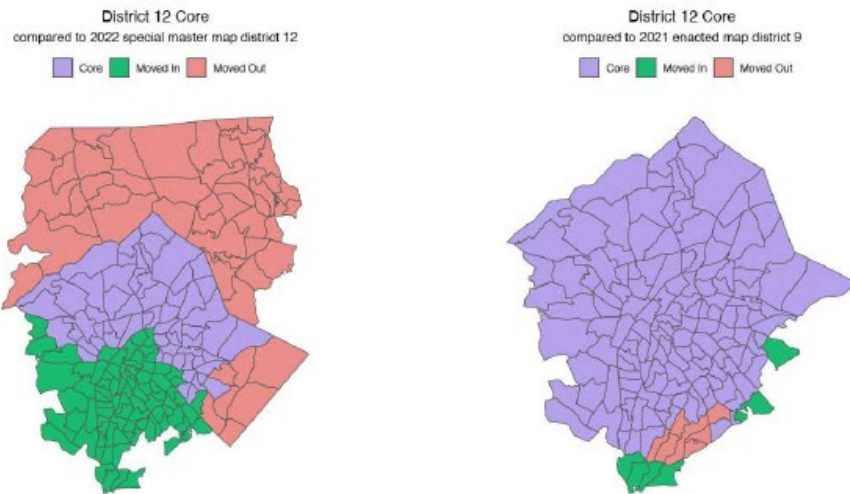 District 12 Core
compared to 2022 special master map district 12
Core Moved In Moved Out
District 12 Core
compared to 2021 enacted map district 9
Core Moved In Moved Out